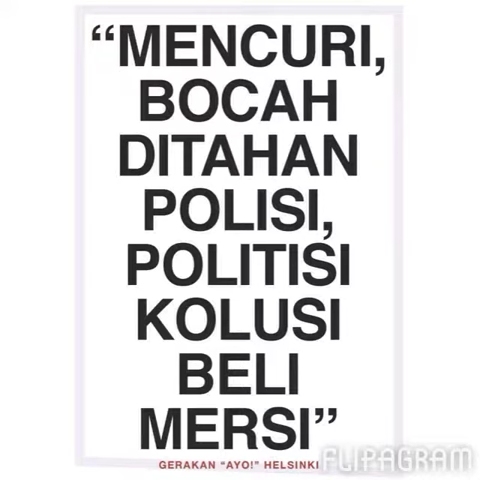 “MENCURI,
BOCAH
DITAHAN
POLISI,
POLITISI
KOLUSI
BELI
MERSI”
GERAKAN “AYO!” HELSINKI
FLIPAGRAM